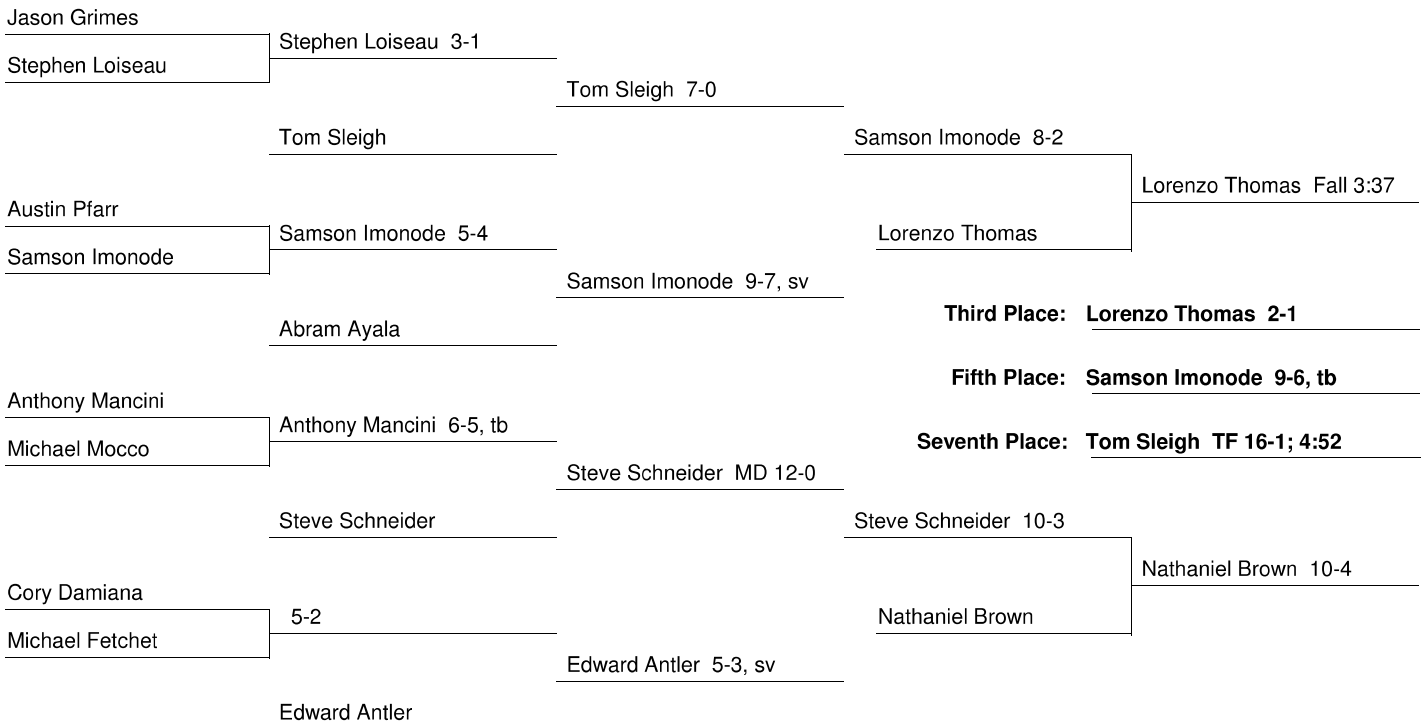 Jason Grimes
Stephen Loiseau 3-1
Stephen Loiseau
Tom Sleigh 7-0
Tom Sleigh
Samson Imonode 8-2
Lorenzo Thomas Fall 3:37
Austin Pfarr
Samson Imonode 5-4
Lorenzo Thomas
Samson Imonode
Samson Imonode 9-7, sv
Third Place: Lorenzo Thomas 2-1
Abram Ayala
Fifth Place: Samson Imonode 9-6, tb
Anthony Mancini
Anthony Mancini 6-5, tb
Michael Mocco
Seventh Place: Tom Sleigh TF 16-1; 4:52
Steve Schneider MD 12-0
Steve Schneider
Steve Schneider 10-3
Nathaniel Brown 10-4
Cory Damiana
5-2
Nathaniel Brown
Michael Fetchet
Edward Antler 5-3, sv
Edward Antler